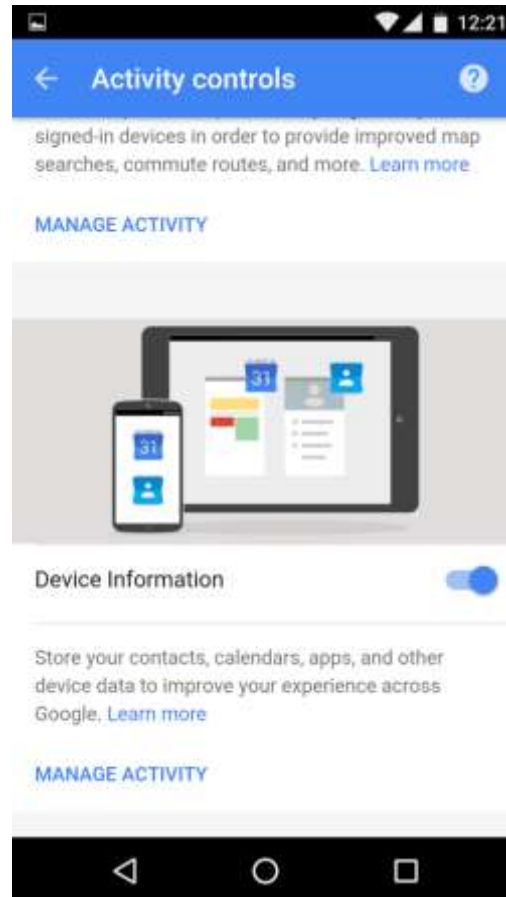 12:21
Activity controls
signed-in devices in order to provide improved map
searches, commute routes, and more. Learn more
MANAGE ACTIVITY
31
31
Device Information
Store your contacts, calendars, apps, and other
device data to improve your experience across
Google. Learn more
MANAGE ACTIVITY